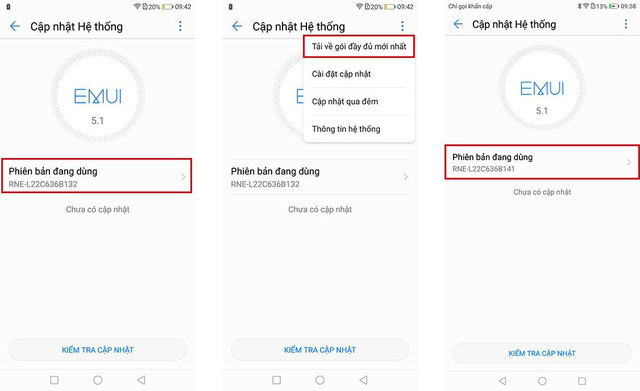 20% 09:42
Cập nhật Hệ thống
EMUI
5.1
Phiên bản đang dùng
RNE-L22C636B132
Chưa có cập nhật
KIỂM TRA CẬP NHẬT
20% 09:42
Cập nhật Hệ thống
Tải về gói đầy đủ mới nhất
Cài đặt cập nhật
Cập nhật qua đêm
Thông tin hệ thống
EMUI
5.1
Phiên bản đang dùng
RNE-L22C636B132
Chưa có cập nhật
KIỂM TRA CẬP NHẬT
Chỉ gọi khẩn cấp 13% 09:58
Cập nhật Hệ thống
EMUI
5.1
Phiên bản đang dùng
RNE-L22C636B141
Chưa có cập nhật
KIỂM TRA CẬP NHẬT